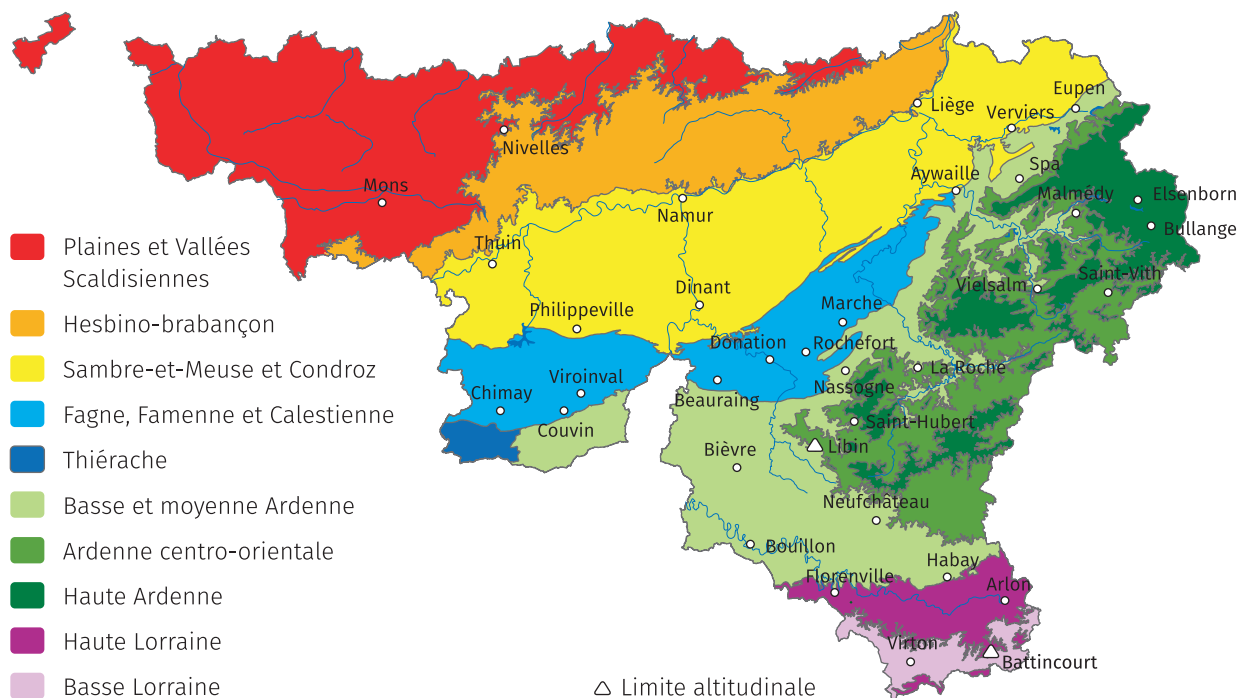 Plaines et Vallées
Scaldisiennes
Hesbino-brabançon
Sambre-et-Meuse et Condroz
Fagne, Famenne et Calestienne
Thiérache
Basse et moyenne Ardenne
Ardenne centro-orientale
Haute Ardenne
Haute Lorraine
Basse Lorraine
Limite altitudinale
Eupen
Liège
Verviers
Nivelles
Spa
Aywaille
Mons
Malmédy
Elsenborn
Namur
Bullange
Thuin
Saint-Vith
Vielsalm
Dinant
Marche
Philippeville
Donation
Rochefort
La Roche
Viroinval
Nassogne
Chimay
Beauraing
Saint-Hubert
Couvin
Libin
Bièvre
Neufchâteau
Bouillon
Habay
Florenville
Arlon
Virton
Battincourt